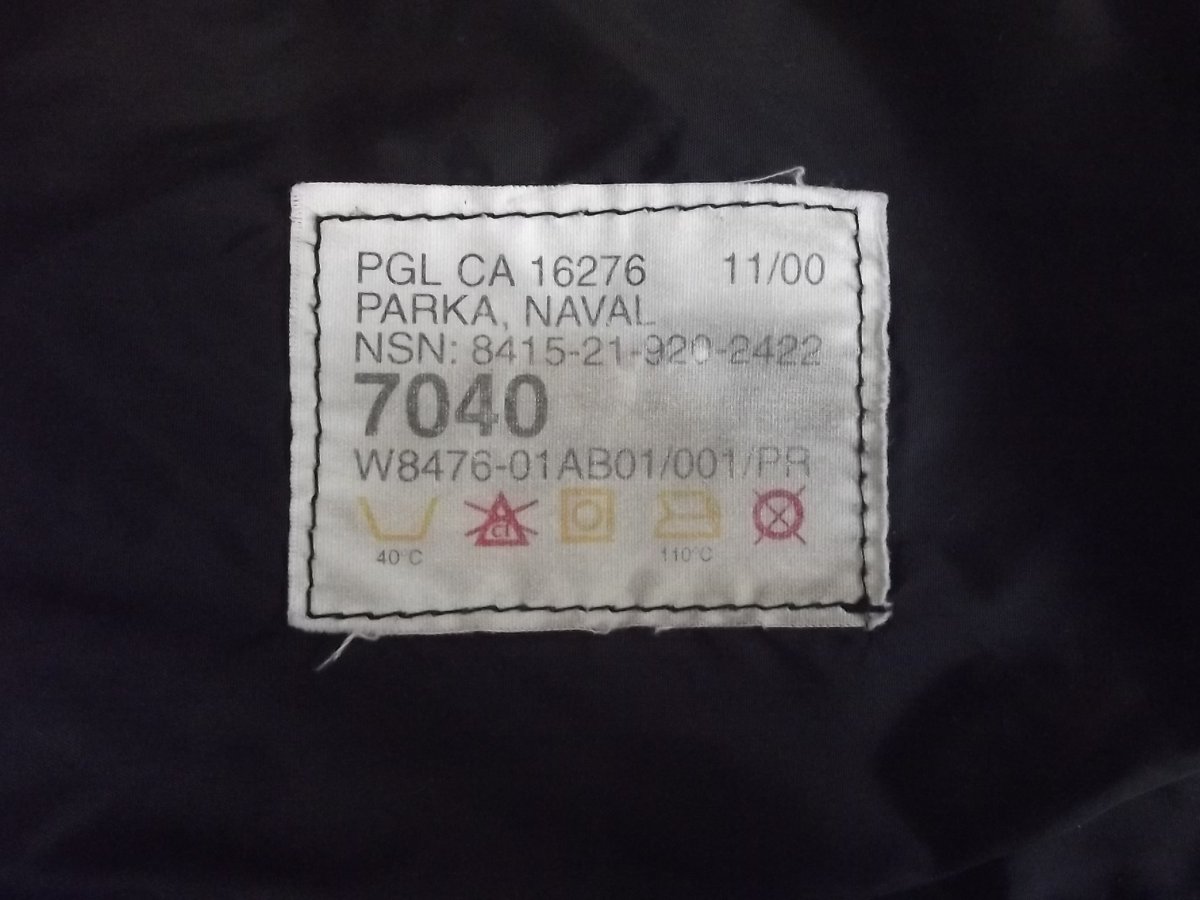 PGL CA 16276 11/00
PARKA, NAVAL
NSN: 8415-21-920-2422
7040
W8476-01AB01/001/PR
cl
40°C 110°C